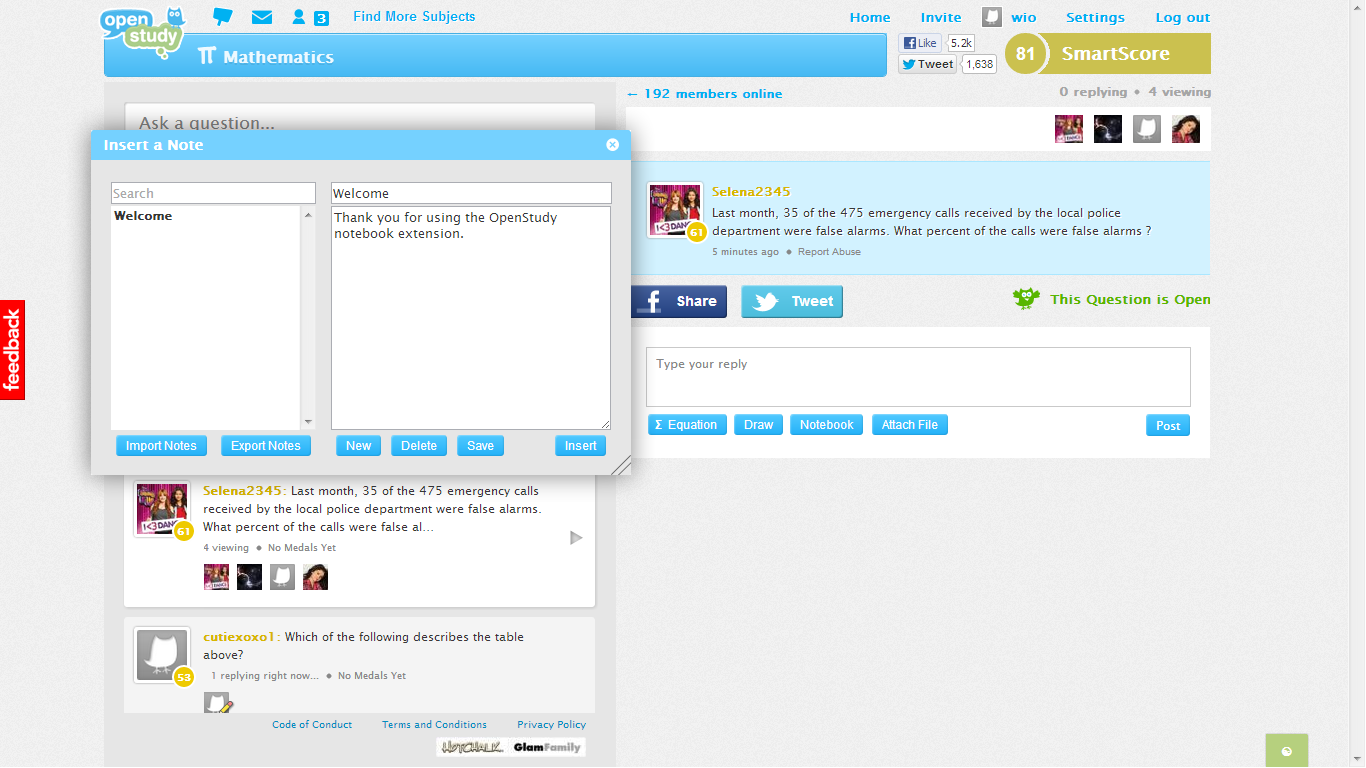 open study
3
Find More Subjects
Home
Invite
wio
Settings
Log out
π Mathematics
Like
5.2k
Tweet
1,638
81
SmartScore
← 192 members online
0 replying • 4 viewing
Ask a question...
Insert a Note
Search
Welcome
Welcome
Thank you for using the OpenStudy
notebook extension.
Import Notes
Export Notes
New
Delete
Save
Insert
Selena2345
Last month, 35 of the 475 emergency calls received by the local police
department were false alarms. What percent of the calls were false alarms ?
61
5 minutes ago • Report Abuse
Share
Tweet
This Question is Open
Type your reply
Σ Equation
Draw
Notebook
Attach File
Post
feedback
Selena2345: Last month, 35 of the 475 emergency calls
received by the local police department were false alarms.
What percent of the calls were false al...
I<3 DANCE
61
4 viewing • No Medals Yet
cutiexoxo1: Which of the following describes the table
above?
53
1 replying right now... • No Medals Yet
Code of Conduct
Terms and Conditions
Privacy Policy
HOTCHALK
GlamFamily